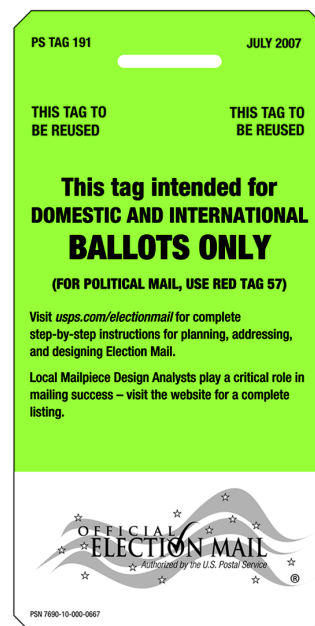 PS TAG 191 JULY 2007
THIS TAG TO THIS TAG TO
BE REUSED BE REUSED
This tag intended for
DOMESTIC AND INTERNATIONAL
BALLOTS ONLY
(FOR POLITICAL MAIL, USE RED TAG 57)
Visit usps.com/electionmail for complete
step-by-step instructions for planning, addressing,
and designing Election Mail.
Local Mailpiece Design Analysts play a critical role in
mailing success – visit the website for a complete
listing.
OFFICIAL
ELECTION MAIL
Authorized by the U.S. Postal Service
®
PSN 7690-10-000-0667